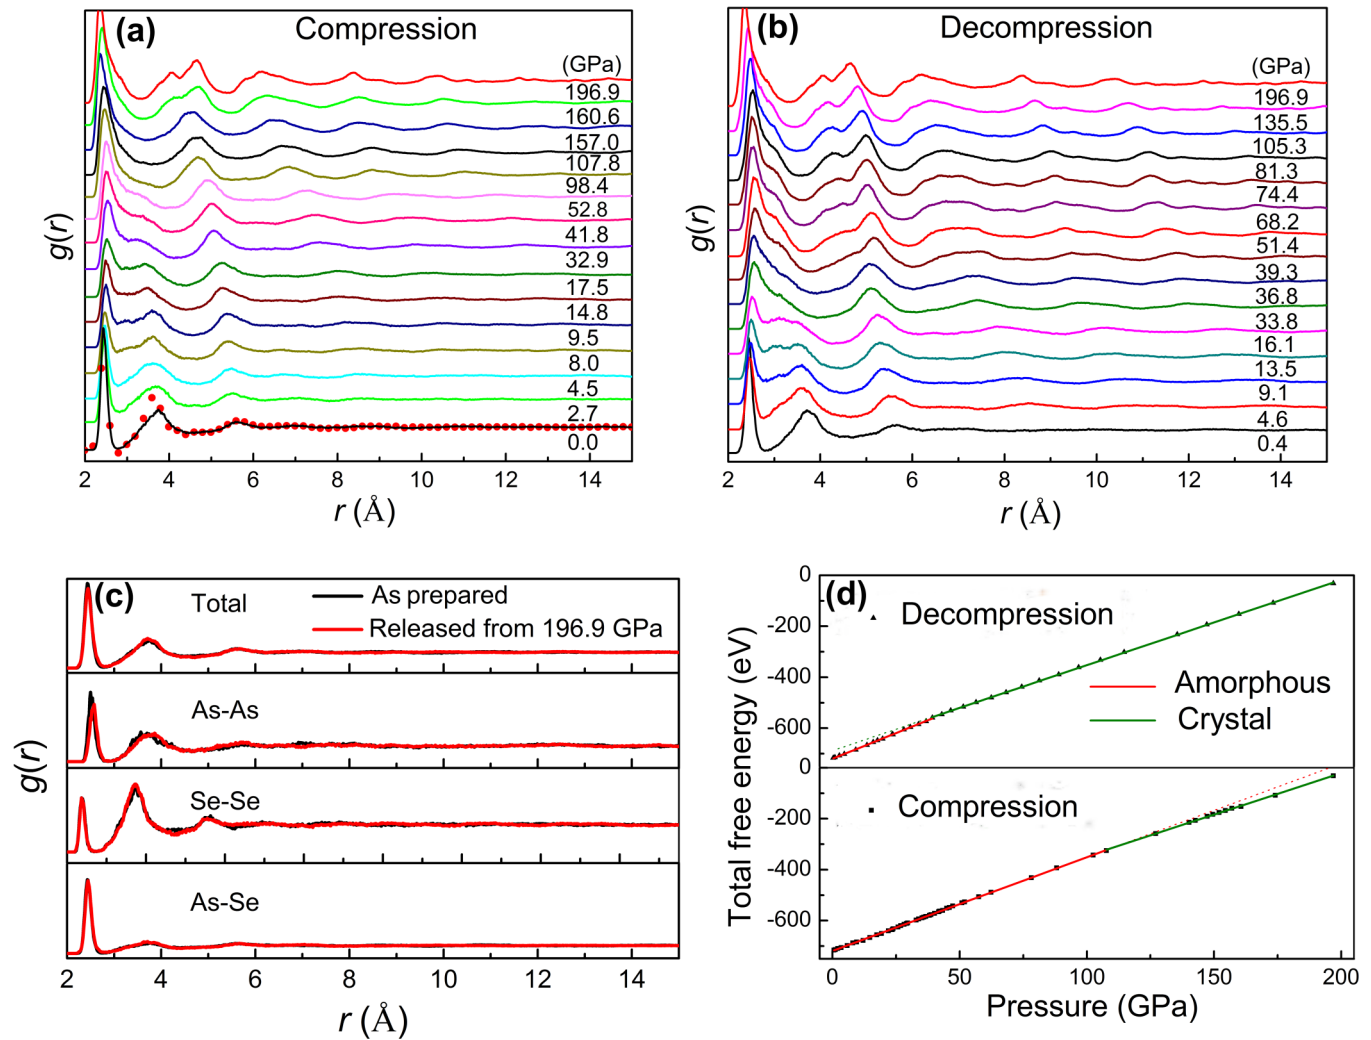 (a) Compression
(GPa)
196.9
160.6
157.0
107.8
98.4
52.8
41.8
32.9
17.5
14.8
9.5
8.0
4.5
2.7
0.0
g(r)
2 4 6 8 10 12 14
r (Å)
(b) Decompression
(GPa)
196.9
135.5
105.3
81.3
74.4
68.2
51.4
39.3
36.8
33.8
16.1
13.5
9.1
4.6
0.4
g(r)
2 4 6 8 10 12 14
r (Å)
(c)
Total
As prepared
Released from 196.9 GPa
As-As
Se-Se
As-Se
g(r)
2 4 6 8 10 12 14
r (Å)
(d)
Decompression
Amorphous
Crystal
Compression
0
-200
-400
-600
0
-200
-400
-600
Total free energy (eV)
0 50 100 150 200
Pressure (GPa)